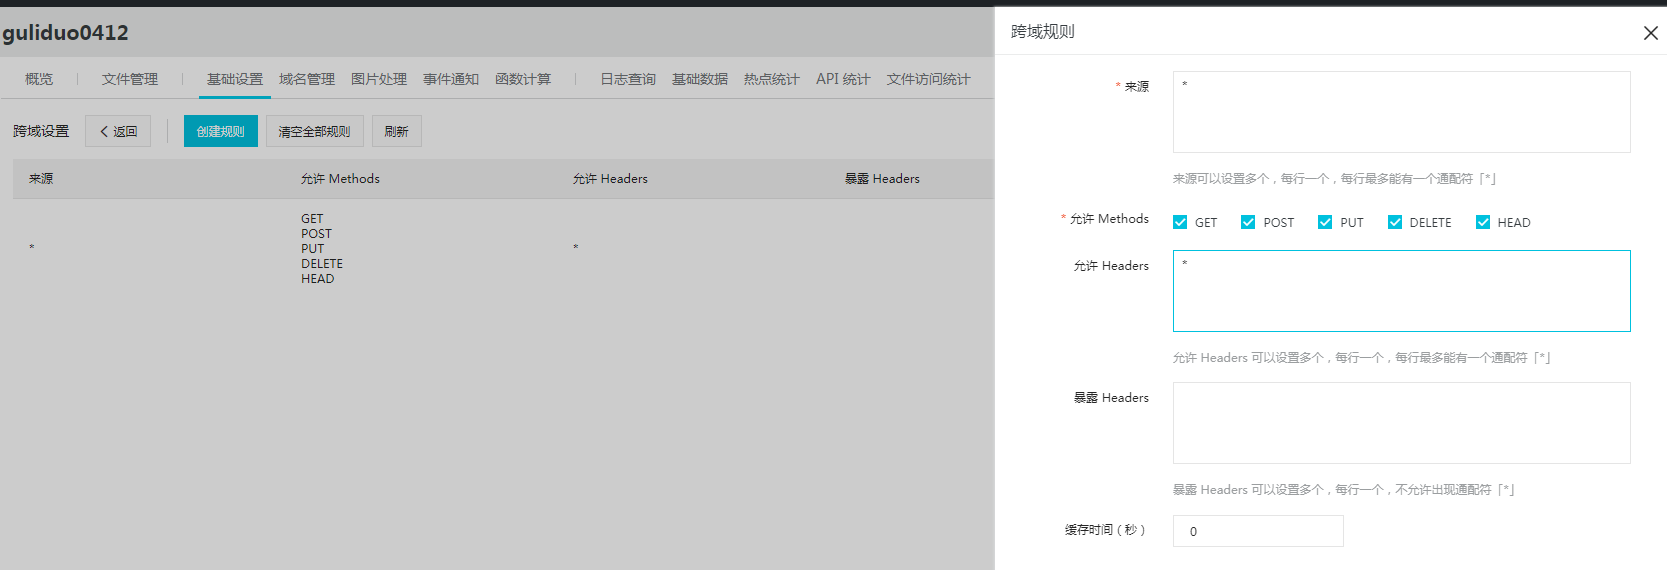 guliduo0412
概览 文件管理 基础设置 域名管理 图片处理 事件通知 函数计算 日志查询 基础数据 热点统计 API 统计 文件访问统计
跨域设置 返回 创建规则 清空全部规则 刷新
来源 允许 Methods 允许 Headers 暴露 Headers
GET
POST
* PUT *
DELETE
HEAD
跨域规则
* 来源 *
来源可以设置多个，每行一个，每行最多能有一个通配符「*」
* 允许 Methods GET POST PUT DELETE HEAD
允许 Headers *
允许 Headers 可以设置多个，每行一个，每行最多能有一个通配符「*」
暴露 Headers
暴露 Headers 可以设置多个，每行一个，不允许出现通配符「*」
缓存时间（秒） 0